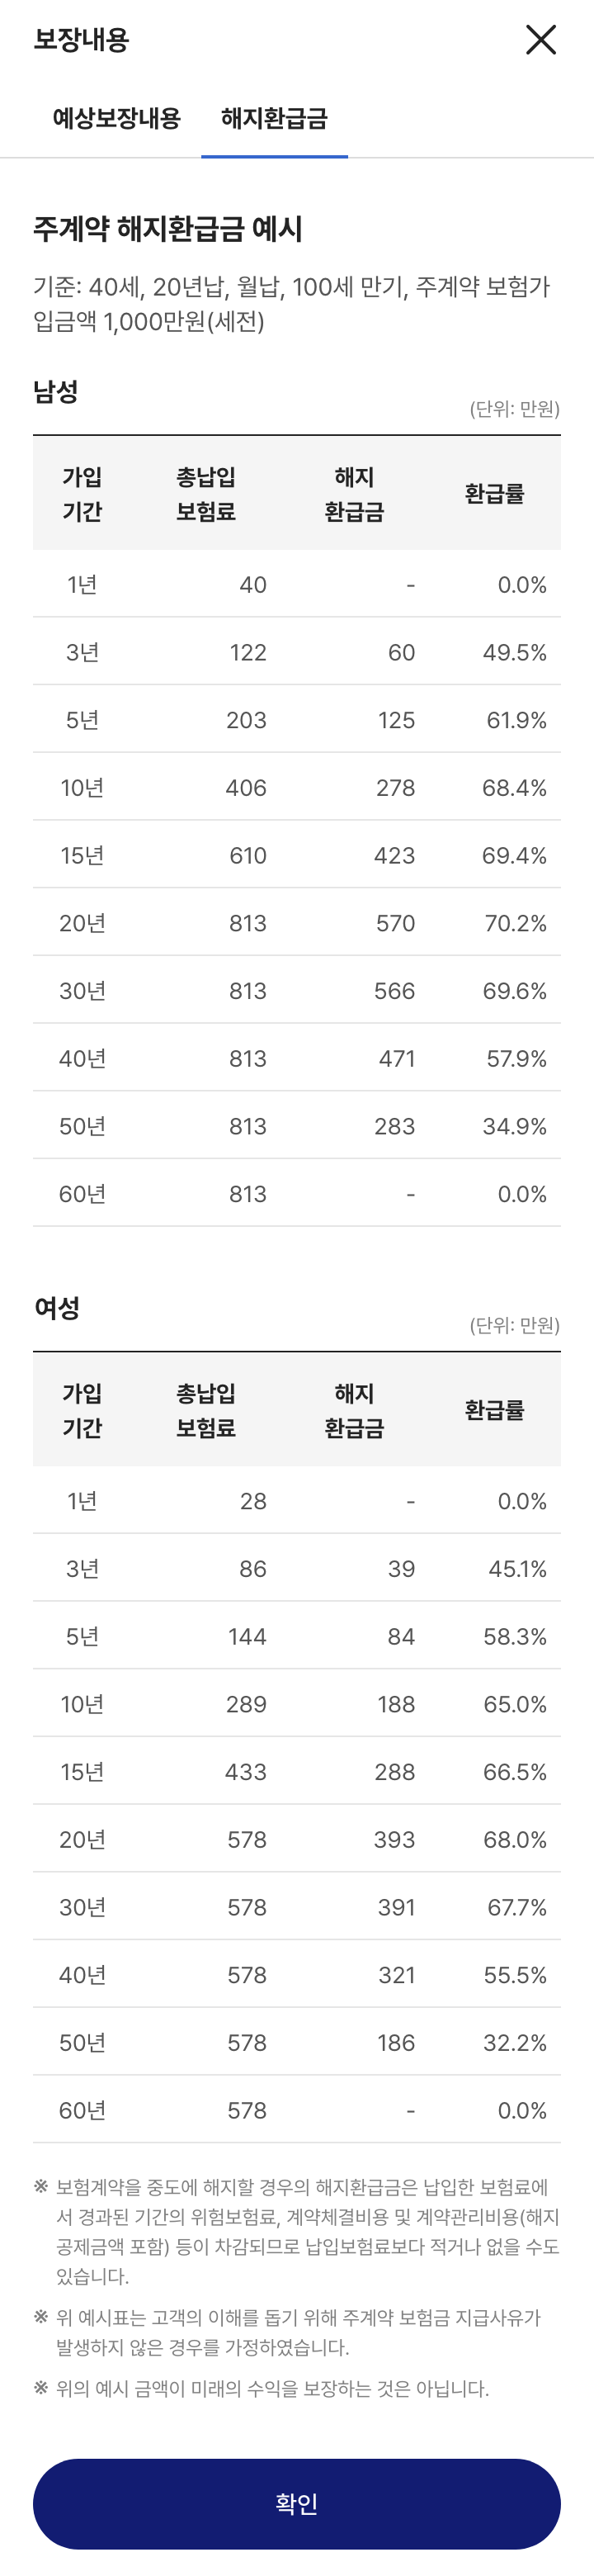 보장내용
예상보장내용 해지환급금
주계약 해지환급금 예시
기준: 40세, 20년납, 월납, 100세 만기, 주계약 보험가
입금액 1,000만원(세전)
남성
(단위: 만원)
가입 기간 총납입 보험료 해지 환급금 환급률
1년 40 - 0.0%
3년 122 60 49.5%
5년 203 125 61.9%
10년 406 278 68.4%
15년 610 423 69.4%
20년 813 570 70.2%
30년 813 566 69.6%
40년 813 471 57.9%
50년 813 283 34.9%
60년 813 - 0.0%
여성
(단위: 만원)
가입 기간 총납입 보험료 해지 환급금 환급률
1년 28 - 0.0%
3년 86 39 45.1%
5년 144 84 58.3%
10년 289 188 65.0%
15년 433 288 66.5%
20년 578 393 68.0%
30년 578 391 67.7%
40년 578 321 55.5%
50년 578 186 32.2%
60년 578 - 0.0%
※ 보험계약을 중도에 해지할 경우의 해지환급금은 납입한 보험료에
서 경과된 기간의 위험보험료, 계약체결비용 및 계약관리비용(해지
공제금액 포함) 등이 차감되므로 납입보험료보다 적거나 없을 수도
있습니다.
※ 위 예시표는 고객의 이해를 돕기 위해 주계약 보험금 지급사유가
발생하지 않은 경우를 가정하였습니다.
※ 위의 예시 금액이 미래의 수익을 보장하는 것은 아닙니다.
확인